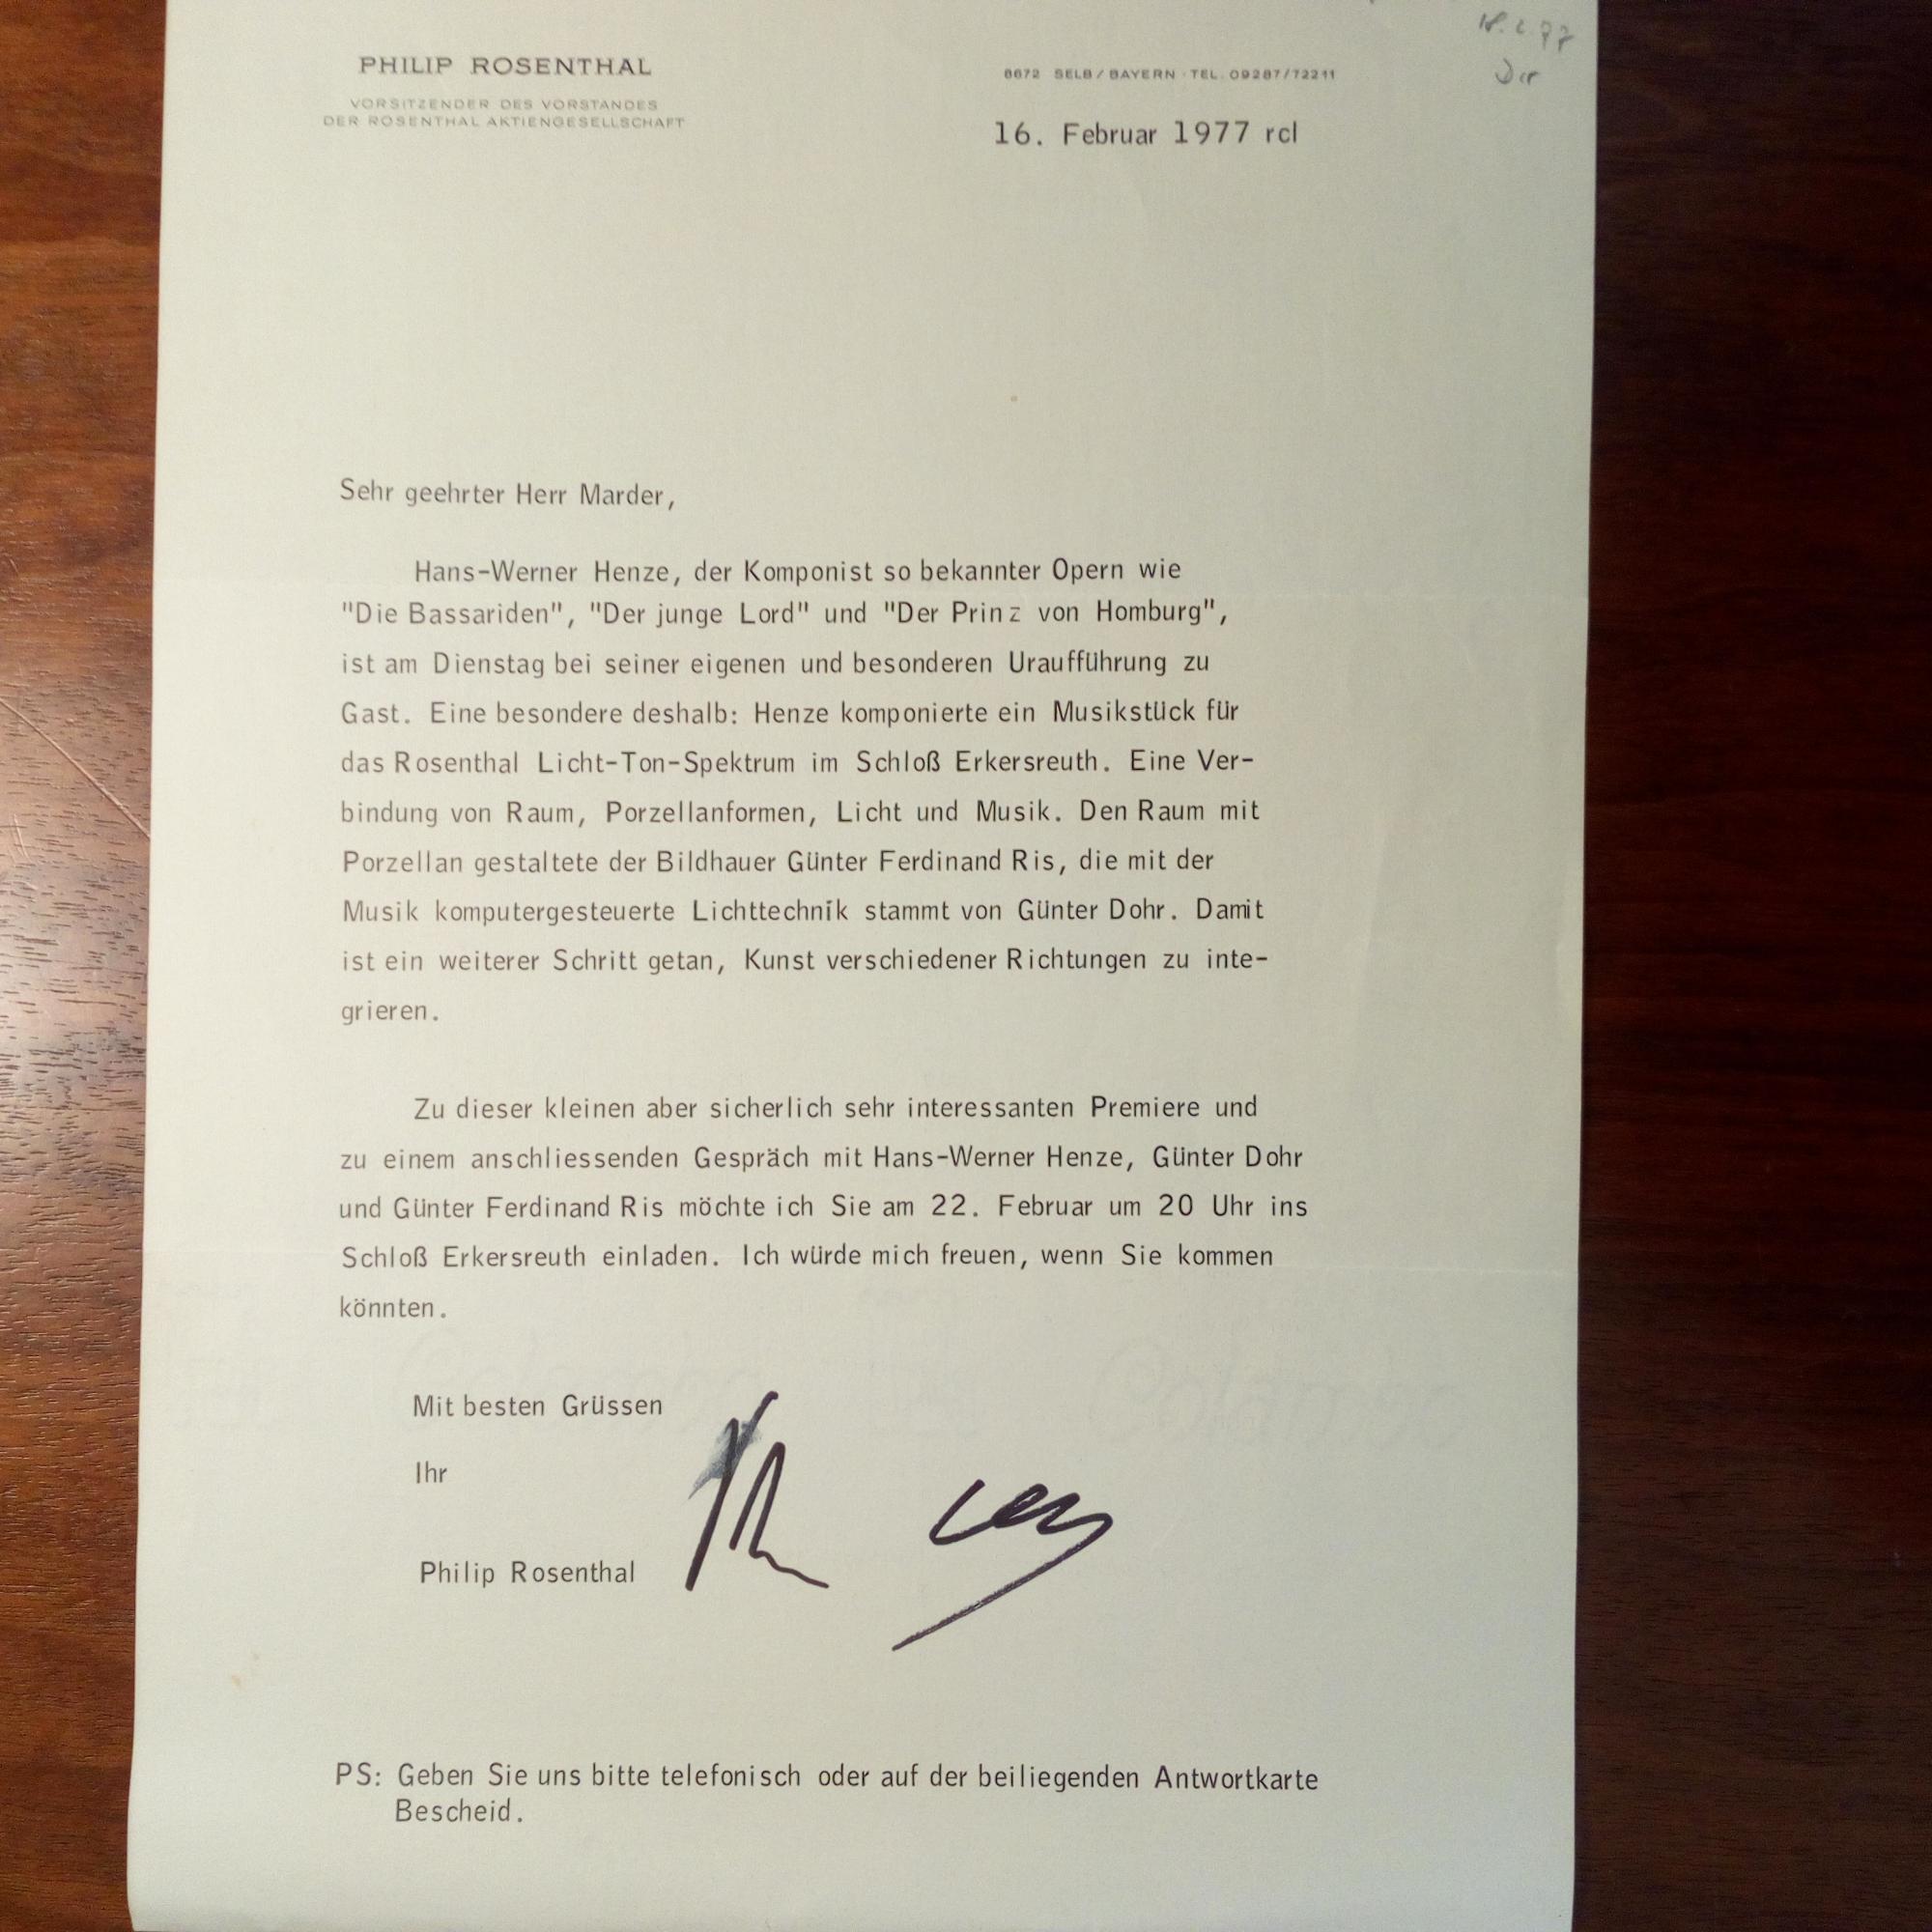 PHILIP ROSENTHAL
VORSITZENDER DES VORSTANDES
DER ROSENTHAL AKTIENGESELLSCHAFT
8672 SELB / BAYERN · TEL. 09287/72211
16. Februar 1977 rcl
Sehr geehrter Herr Marder,
Hans-Werner Henze, der Komponist so bekannter Opern wie
"Die Bassariden", "Der junge Lord" und "Der Prinz von Homburg",
ist am Dienstag bei seiner eigenen und besonderen Uraufführung zu
Gast. Eine besondere deshalb: Henze komponierte ein Musikstück für
das Rosenthal Licht-Ton-Spektrum im Schloß Erkersreuth. Eine Ver-
bindung von Raum, Porzellanformen, Licht und Musik. Den Raum mit
Porzellan gestaltete der Bildhauer Günter Ferdinand Ris, die mit der
Musik komputergesteuerte Lichttechnik stammt von Günter Dohr. Damit
ist ein weiterer Schritt getan, Kunst verschiedener Richtungen zu inte-
grieren.
Zu dieser kleinen aber sicherlich sehr interessanten Premiere und
zu einem anschliessenden Gespräch mit Hans-Werner Henze, Günter Dohr
und Günter Ferdinand Ris möchte ich Sie am 22. Februar um 20 Uhr ins
Schloß Erkersreuth einladen. Ich würde mich freuen, wenn Sie kommen
könnten.
Mit besten Grüssen
Ihr
Philip Rosenthal
PS: Geben Sie uns bitte telefonisch oder auf der beiliegenden Antwortkarte
Bescheid.